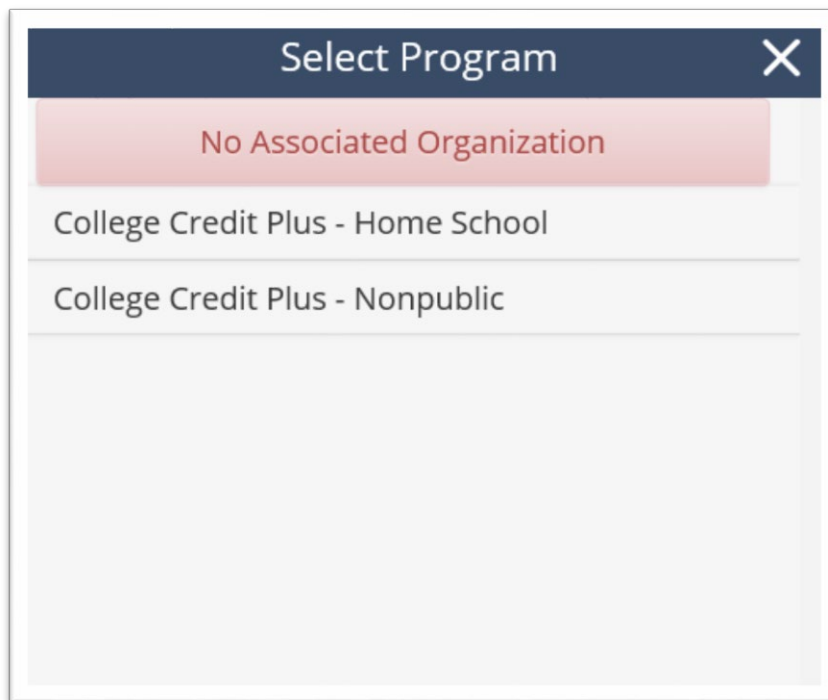 Select Program
No Associated Organization
College Credit Plus - Home School
College Credit Plus - Nonpublic